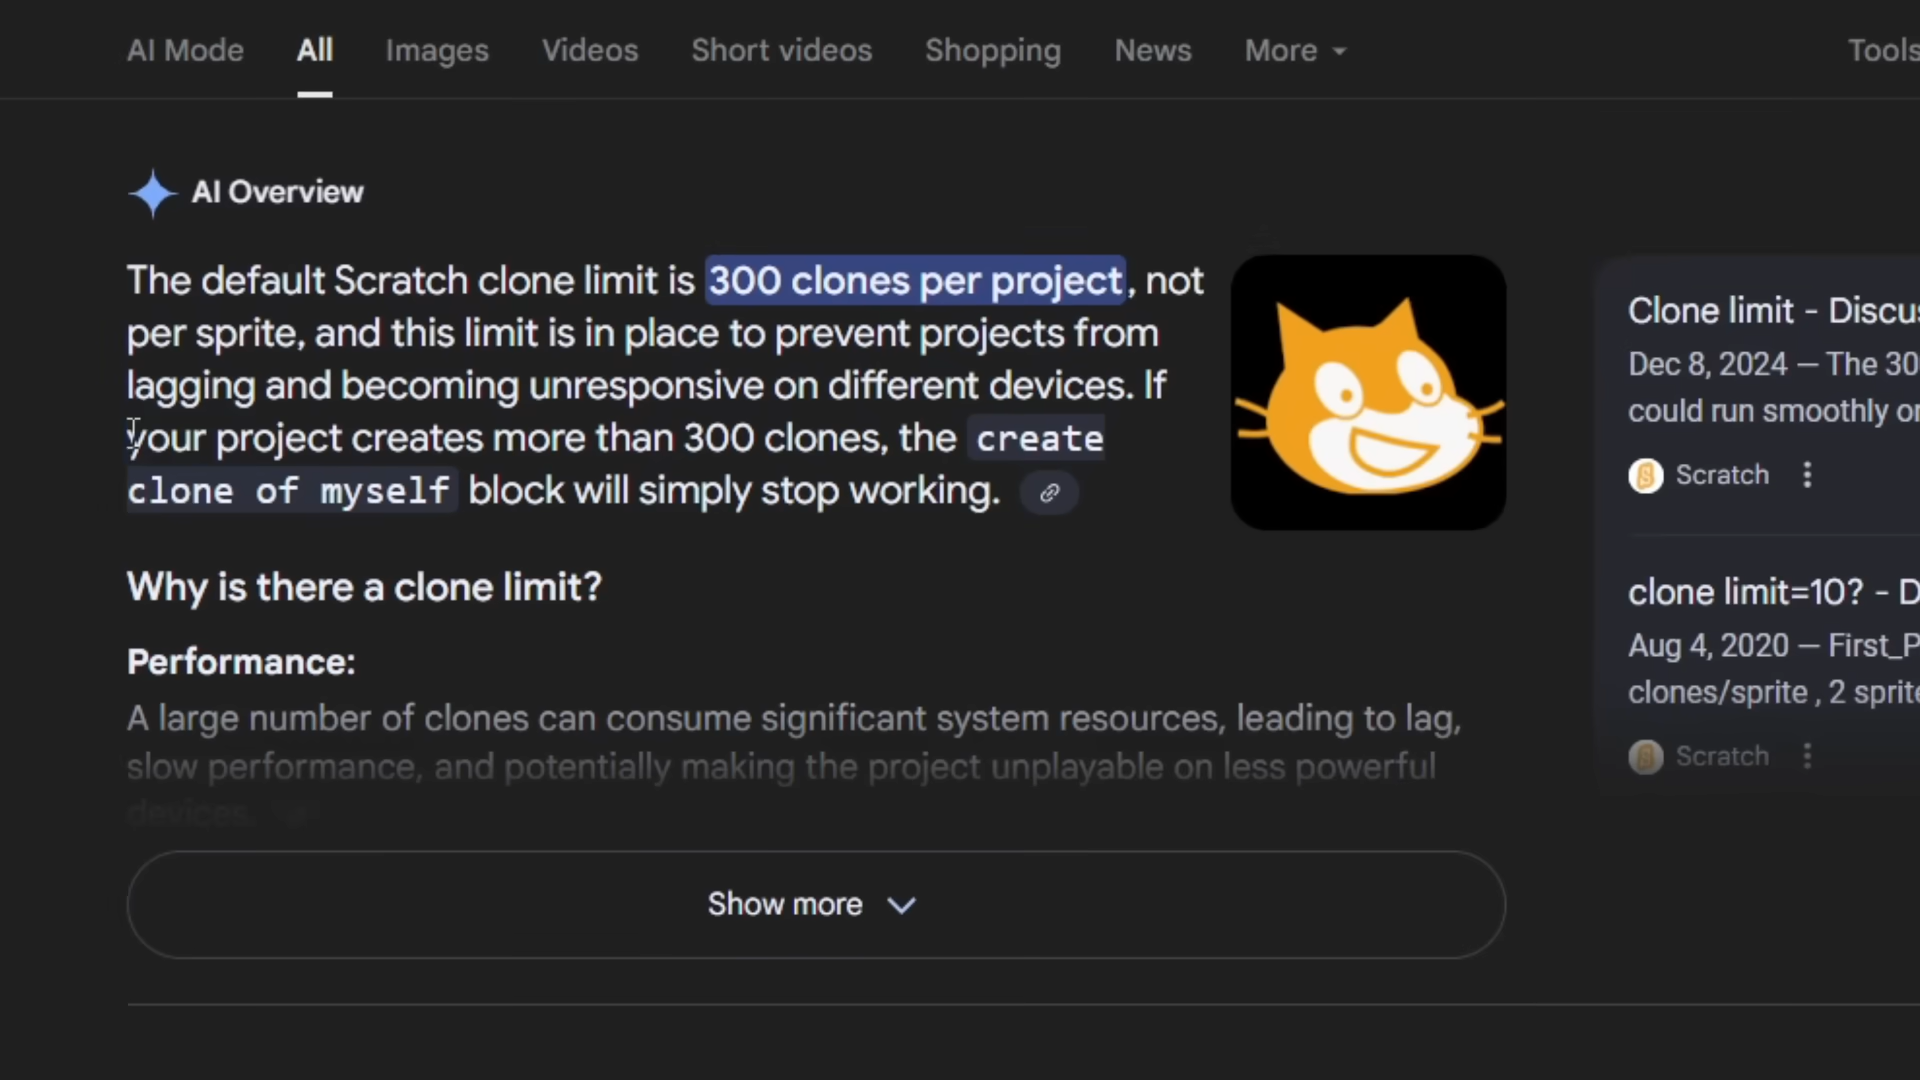 AI Mode All Images Videos Short videos Shopping News More Tools
AI Overview
The default Scratch clone limit is 300 clones per project, not
per sprite, and this limit is in place to prevent projects from
lagging and becoming unresponsive on different devices. If
your project creates more than 300 clones, the create
clone of myself block will simply stop working.
Why is there a clone limit?
Performance:
A large number of clones can consume significant system resources, leading to lag,
slow performance, and potentially making the project unplayable on less powerful
devices.
Show more
Clone limit - Discus
Dec 8, 2024 — The 30
could run smoothly or
Scratch
clone limit=10? - D
Aug 4, 2020 — First_P
clones/sprite , 2 sprite
Scratch